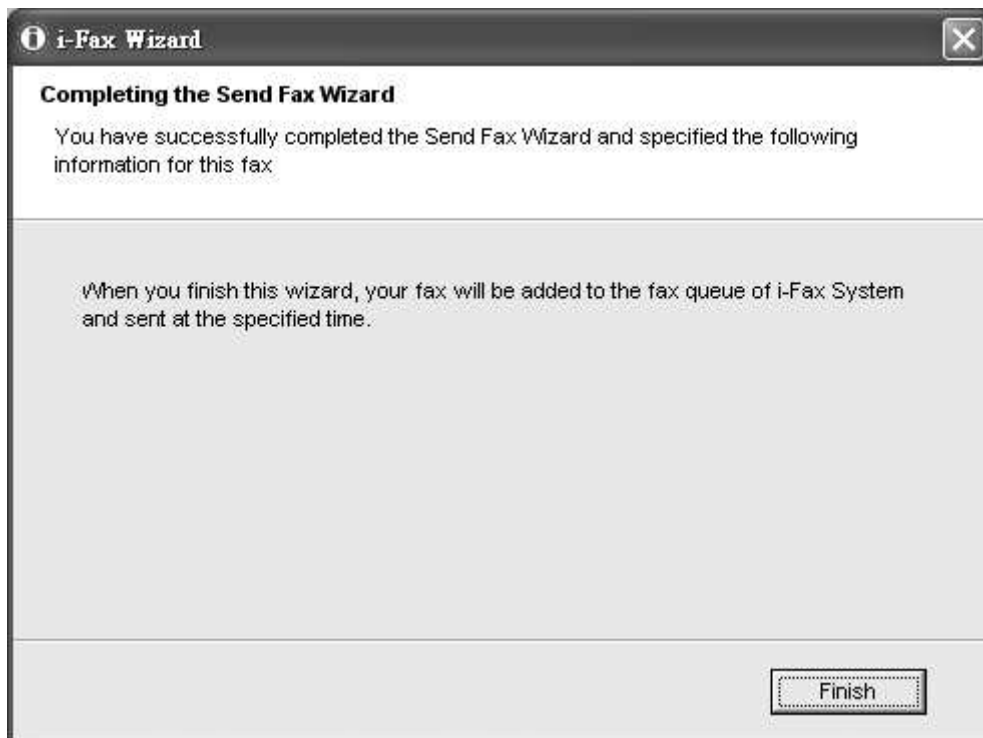 i-Fax Wizard
Completing the Send Fax Wizard
You have successfully completed the Send Fax Wizard and specified the following
information for this fax
When you finish this wizard, your fax will be added to the fax queue of i-Fax System
and sent at the specified time.
Finish